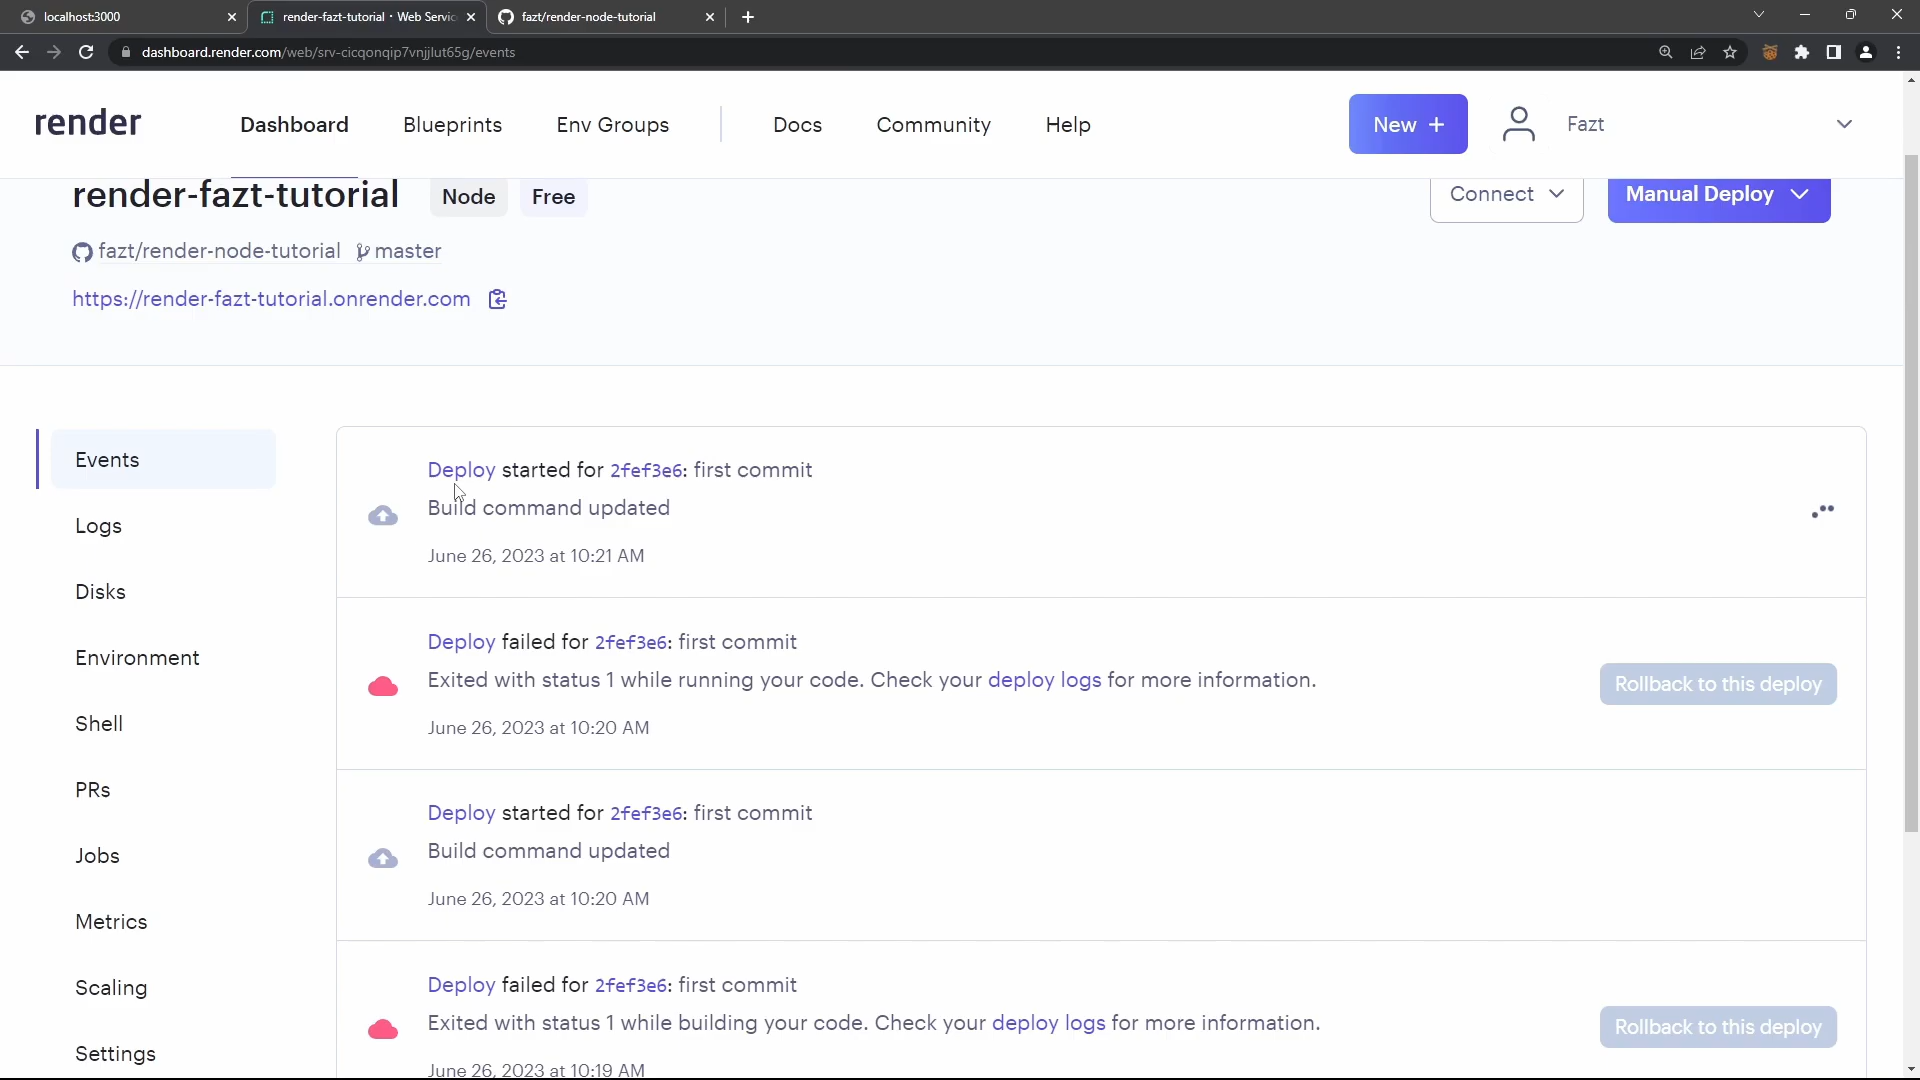 localhost:3000
render-fazt-tutorial · Web Servic
fazt/render-node-tutorial
dashboard.render.com/web/srv-cicqonqip7vnjjlut65g/events
render
Dashboard
Blueprints
Env Groups
Docs
Community
Help
New +
Fazt
render-fazt-tutorial
Node
Free
Connect
Manual Deploy
fazt/render-node-tutorial
master
https://render-fazt-tutorial.onrender.com
Events
Logs
Disks
Environment
Shell
PRs
Jobs
Metrics
Scaling
Settings
Deploy started for 2fef3e6: first commit
Build command updated
June 26, 2023 at 10:21 AM
Deploy failed for 2fef3e6: first commit
Exited with status 1 while running your code. Check your deploy logs for more information.
June 26, 2023 at 10:20 AM
Rollback to this deploy
Deploy started for 2fef3e6: first commit
Build command updated
June 26, 2023 at 10:20 AM
Deploy failed for 2fef3e6: first commit
Exited with status 1 while building your code. Check your deploy logs for more information.
June 26, 2023 at 10:19 AM
Rollback to this deploy